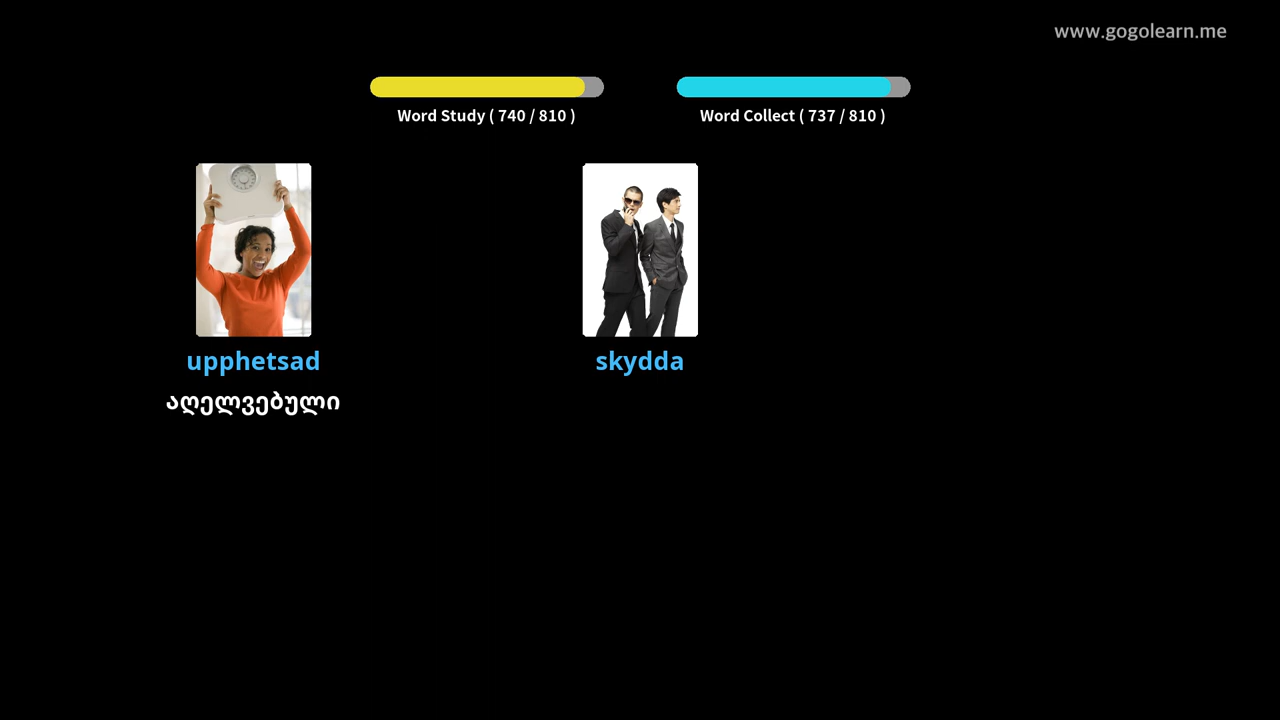 www.gogolearn.me
Word Study ( 740 / 810 )
Word Collect ( 737 / 810 )
upphetsad
skydda
აღელვებული